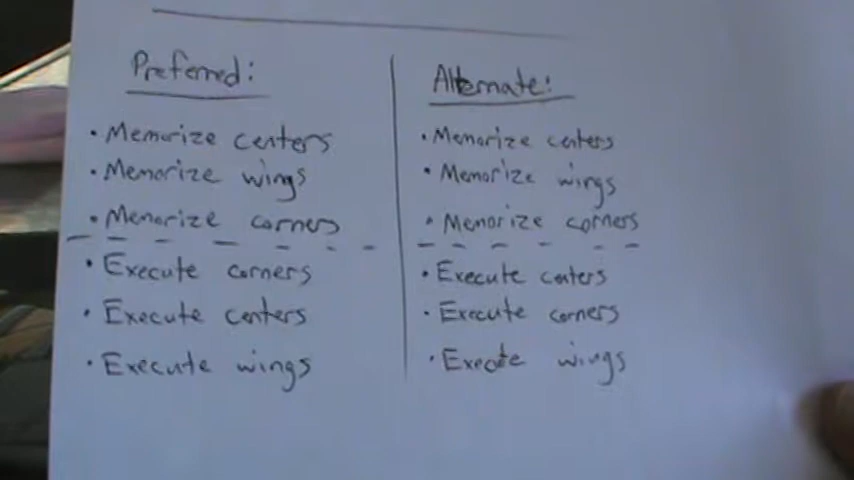 Preferred:
• Memorize centers
• Memorize wings
• Memorize corners
• Execute corners
• Execute centers
• Execute wings
Alternate:
• Memorize centers
• Memorize wings
• Memorize corners
• Execute centers
• Execute corners
• Execute wings